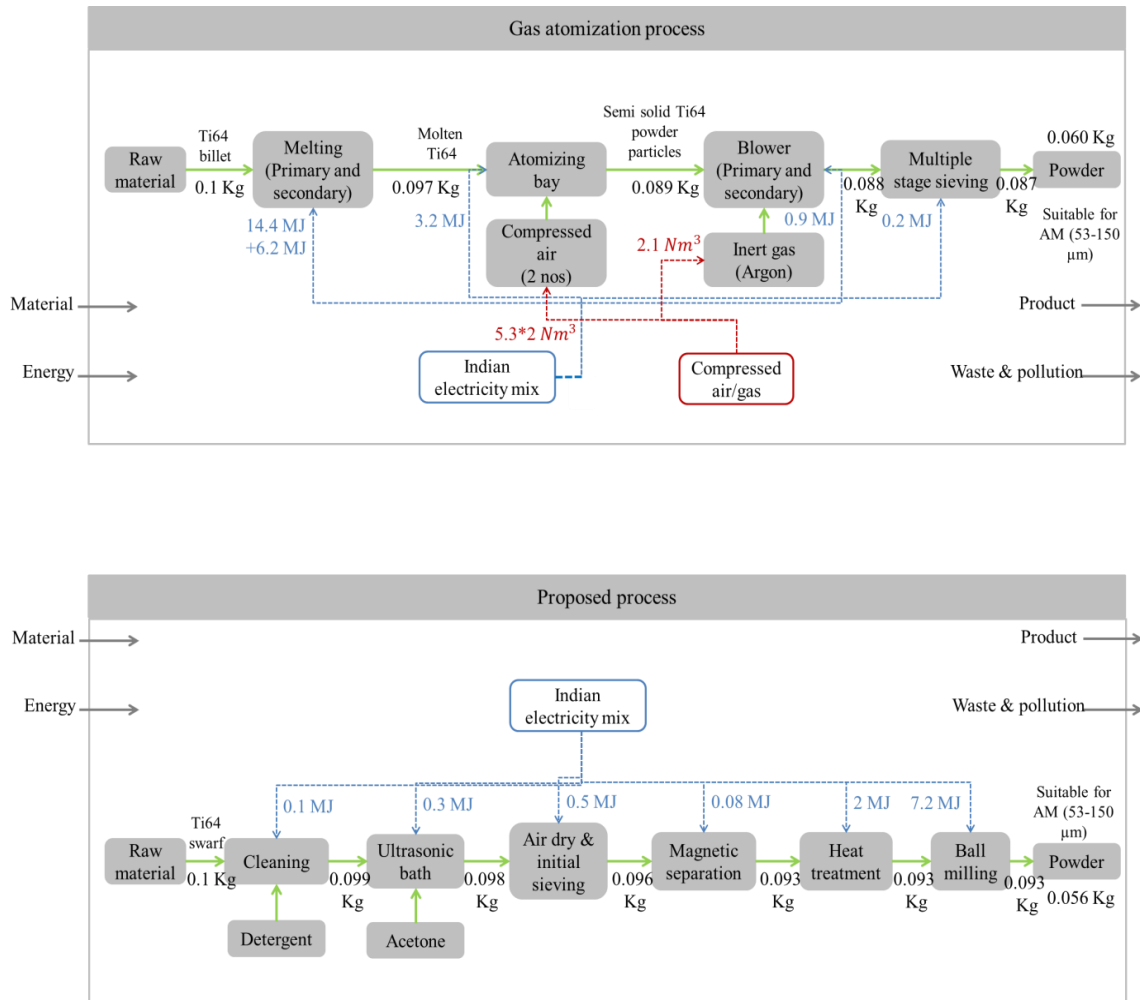 Gas atomization process
Raw
material
Ti64
billet
0.1 Kg
Melting
(Primary and
secondary)
14.4 MJ
+6.2 MJ
Molten
Ti64
0.097 Kg
3.2 MJ
Atomizing
bay
Compressed
air
(2 nos)
Semi solid Ti64
powder
particles
0.089 Kg
Blower
(Primary and
secondary)
Inert gas
(Argon)
2.1 Nm³
0.9 MJ
0.088
Kg
Multiple
stage sieving
0.2 MJ
0.087
Kg
0.060 Kg
Powder
Suitable for
AM (53-150
µm)
Material
Energy
5.3*2 Nm³
Indian
electricity mix
Compressed
air/gas
Product
Waste & pollution
Proposed process
Material
Energy
Product
Waste & pollution
Indian
electricity mix
0.1 MJ
0.3 MJ
0.5 MJ
0.08 MJ
2 MJ
7.2 MJ
Suitable for
AM (53-150
µm)
Raw
material
Ti64
swarf
0.1 Kg
Cleaning
0.099
Kg
Ultrasonic
bath
0.098
Kg
Air dry &
initial
sieving
0.096
Kg
Magnetic
separation
0.093
Kg
Heat
treatment
0.093
Kg
Ball
milling
0.093
Kg
Powder
0.056 Kg
Detergent
Acetone